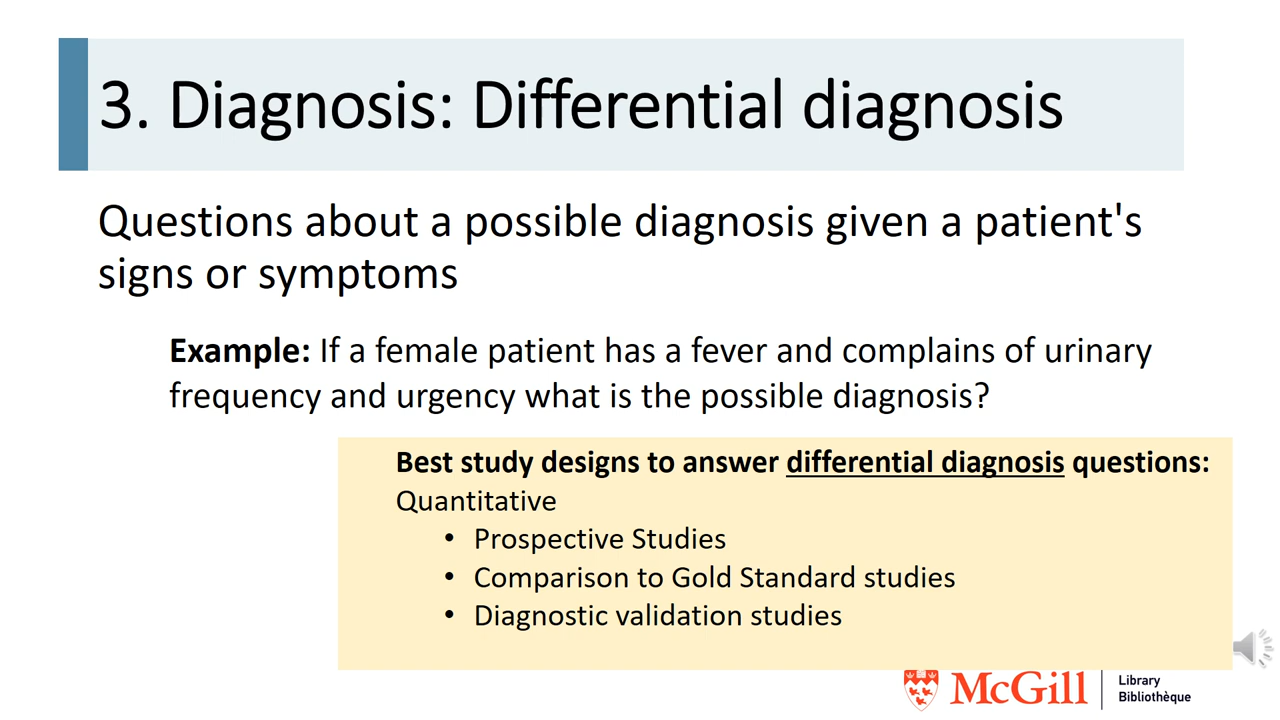 3. Diagnosis: Differential diagnosis
Questions about a possible diagnosis given a patient's
signs or symptoms
Example: If a female patient has a fever and complains of urinary
frequency and urgency what is the possible diagnosis?
Best study designs to answer differential diagnosis questions:
Quantitative
• Prospective Studies
• Comparison to Gold Standard studies
• Diagnostic validation studies
McGill
Library
Bibliothèque